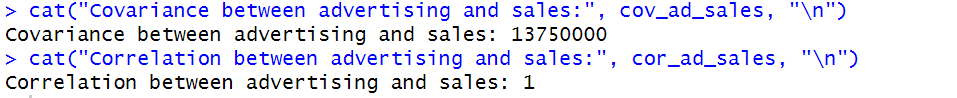 > cat("Covariance between advertising and sales:", cov_ad_sales, "\n")
Covariance between advertising and sales: 13750000
> cat("Correlation between advertising and sales:", cor_ad_sales, "\n")
Correlation between advertising and sales: 1